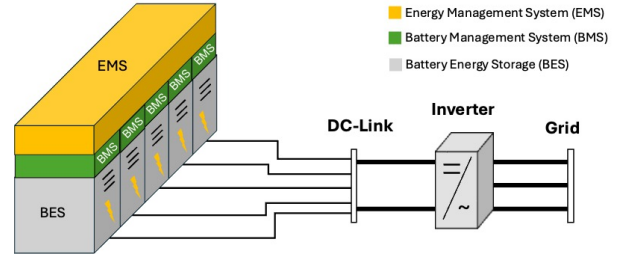 Energy Management System (EMS)
Battery Management System (BMS)
Battery Energy Storage (BES)
EMS
BMS
BMS
BMS
BMS
BMS
BES
DC-Link
Inverter
Grid
~